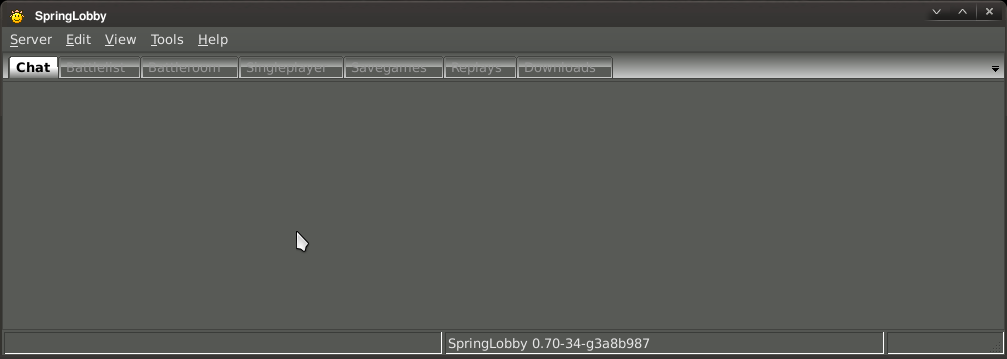 SpringLobby
Server Edit View Tools Help
Chat Battlelist Battleroom Singleplayer Savegames Replays Downloads
SpringLobby 0.70-34-g3a8b987